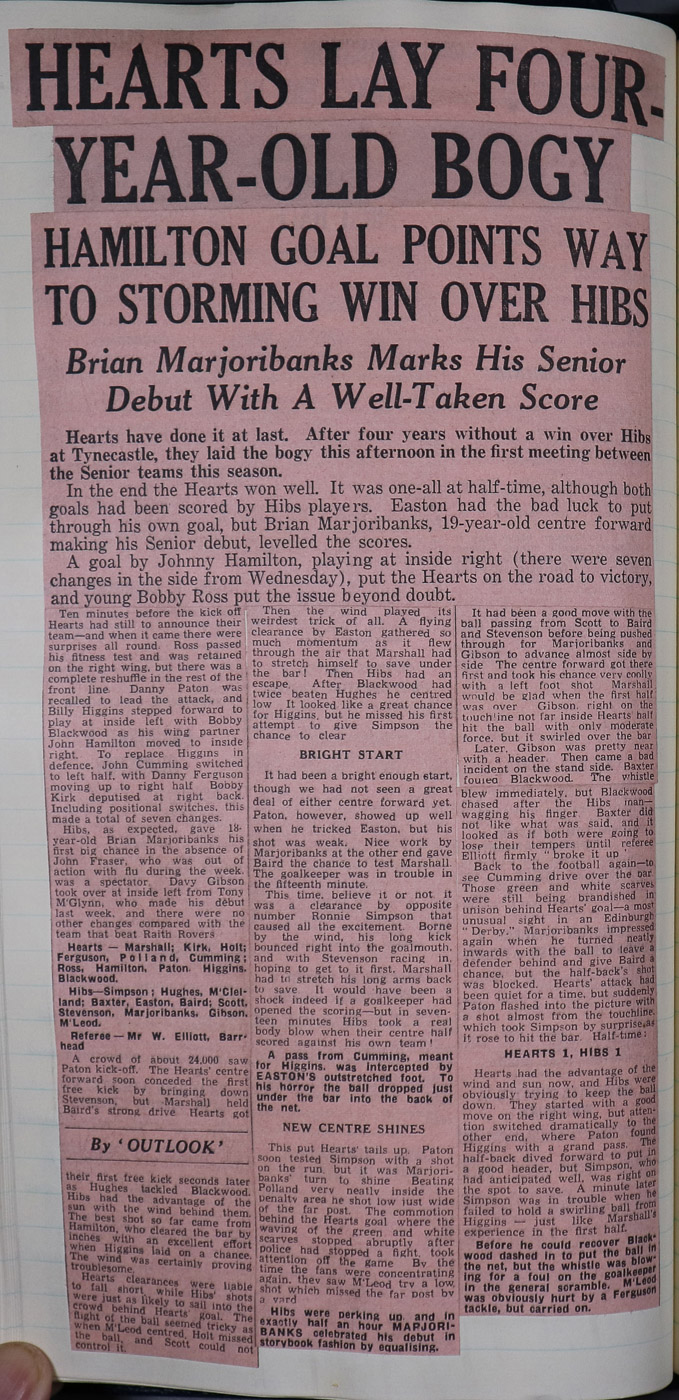 HEARTS LAY FOUR-
YEAR-OLD BOGY
HAMILTON GOAL POINTS WAY
TO STORMING WIN OVER HIBS
Brian Marjoribanks Marks His Senior
Debut With A Well-Taken Score
Hearts have done it at last. After four years without a win over Hibs
at Tynecastle, they laid the bogy this afternoon in the first meeting between
the Senior teams this season.
In the end the Hearts won well. It was one-all at half-time, although both
goals had been scored by Hibs players. Easton had the bad luck to put
through his own goal, but Brian Marjoribanks, 19-year-old centre forward
making his Senior debut, levelled the scores.
A goal by Johnny Hamilton, playing at inside right (there were seven
changes in the side from Wednesday), put the Hearts on the road to victory,
and young Bobby Ross put the issue beyond doubt.
Ten minutes before the kick off
Hearts had still to announce their
team—and when it came there were
surprises all round. Ross passed
his fitness test and was retained
on the right wing, but there was a
complete reshuffle in the rest of the
front line. Danny Paton was
recalled to lead the attack, and
Billy Higgins stepped forward to
play at inside left with Bobby
Blackwood as his wing partner
John Hamilton moved to inside
right. To replace Higgins in
defence, John Cumming switched
to left half, with Danny Ferguson
moving up to right half Bobby
Kirk deputised at right back.
Including positional switches, this
made a total of seven changes.
Hibs, as expected, gave 18-
year-old Brian Marjoribanks his
first big chance in the absence of
John Fraser, who was out of
action with flu during the week.
was a spectator. Davy Gibson
took over at inside left from Tony
M'Glynn, who made his début
last week, and there were no
other changes compared with the
team that beat Raith Rovers
Hearts — Marshall; Kirk, Holt;
Ferguson, Polland, Cumming;
Ross, Hamilton, Paton, Higgins.
Blackwood.
Hibs—Simpson; Hughes, M'Clel-
land; Baxter, Easton, Baird; Scott,
Stevenson, Marjoribanks, Gibson,
M'Leod.
Referee — Mr W. Elliott, Barr-
head
A crowd of about 24,000 saw
Paton kick-off. The Hearts' centre
forward soon conceded the first
free kick by bringing down
Stevenson, but Marshall held
Baird's strong drive Hearts got
By 'OUTLOOK'
their first free kick seconds later
as Hughes tackled Blackwood.
Hibs had the advantage of the
sun with the wind behind them.
The best shot so far came from
Hamilton, who cleared the bar by
inches with an excellent effort
when Higgins laid on a chance.
The wind was certainly proving
troublesome.
Hearts clearances were liable
to fall short while Hibs' shots
were just as likely to sail into the
crowd behind Hearts' goal. The
flight of the ball seemed tricky as
when M'Leod centred, Holt missed
the ball, and Scott could not
control it.
Then the wind played its
weirdest trick of all. A flying
clearance by Easton gathered so
much momentum as it flew
through the air that Marshall had
to stretch himself to save under
the bar! Then Hibs had an
escape. After Blackwood had
twice beaten Hughes he centred
low It looked like a great chance
for Higgins, but he missed his first
attempt to give Simpson the
chance to clear
BRIGHT START
It had been a bright enough start,
though we had not seen a great
deal of either centre forward yet.
Paton, however, showed up well
when he tricked Easton, but his
shot was weak. Nice work by
Marjoribanks at the other end gave
Baird the chance to test Marshall.
The goalkeeper was in trouble in
the fifteenth minute.
This time, believe it or not it
was a clearance by opposite
number Ronnie Simpson that
caused all the excitement. Borne
by the wind, his long kick
bounced right into the goalmouth,
and with Stevenson racing in,
hoping to get to it first, Marshall
had to stretch his long arms back
to save. It would have been a
shock indeed if a goalkeeper had
opened the scoring—but in seven-
teen minutes Hibs took a real
body blow when their centre half
scored against his own team!
A pass from Cumming, meant
for Higgins, was intercepted by
EASTON'S outstretched foot. To
his horror the ball dropped just
under the bar into the back of
the net.
NEW CENTRE SHINES
This put Hearts' tails up. Paton
soon tested Simpson with a shot
on the run, but it was Marjori-
banks' turn to shine Beating
Polland very neatly inside the
penalty area he shot low just wide
of the far post. The commotion
behind the Hearts goal where the
waving of the green and white
scarves stopped abruptly after
police had stopped a fight, took
attention off the game By the
time the fans were concentrating
again, they saw M'Leod try a low
shot which missed the far post by
a yard
Hibs were perking up, and in
exactly half an hour MARJORI-
BANKS celebrated his debut in
storybook fashion by equalising.
It had been a good move with the
ball passing from Scott to Baird
and Stevenson before being pushed
through for Marjoribanks and
Gibson to advance almost side by
side The centre forward got there
first and took his chance very coolly
with a left foot shot Marshall
would be glad when the first half
was over Gibson, right on the
touchline not far inside Hearts half
hit the ball with only moderate
force, but it swirled over the bar
Later, Gibson was pretty near
with a header. Then came a bad
incident on the stand side. Baxter
fouled Blackwood. The whistle
blew immediately, but Blackwood
chased after the Hibs man—
wagging his finger. Baxter did
not like what was said, and it
looked as if both were going to
lose their tempers until referee
Elliott firmly "broke it up"
Back to the football again—to
see Cumming drive over the bar
Those green and white scarves
were still being brandished in
unison behind Hearts' goal—a most
unusual sight in an Edinburgh
"Derby." Marjoribanks impressed
again when he turned neatly
inwards with the ball to leave a
defender behind and give Baird a
chance, but the half-back's shot
was blocked. Hearts' attack had
been quiet for a time, but suddenly
Paton flashed into the picture with
a shot almost from the touchline,
which took Simpson by surprise as
it rose to hit the bar. Half-time:
HEARTS 1, HIBS 1
Hearts had the advantage of the
wind and sun now, and Hibs were
obviously trying to keep the ball
down. They started with a good
move on the right wing, but atten-
tion switched dramatically to the
other end, where Paton found
Higgins with a grand pass. The
half-back dived forward to put in
a good header, but Simpson, who
had anticipated well, was right on
the spot to save. A minute later
Simpson was in trouble when he
failed to hold a swirling ball from
Higgins — just like Marshall's
experience in the first half.
Before he could recover Black-
wood dashed in to put the ball in
the net, but the whistle was blow-
ing for a foul on the goalkeeper
in the general scramble. M'Leod
was obviously hurt by a Ferguson
tackle, but carried on.